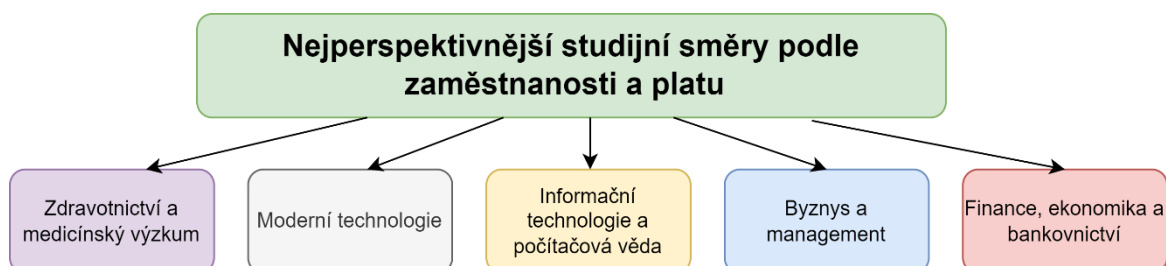 Nejperspektivnější studijní směry podle
zaměstnanosti a platu
Zdravotnictví a
medicínský výzkum
Moderní technologie
Informační
technologie a
počítačová věda
Byznys a
management
Finance, ekonomika a
bankovnictví